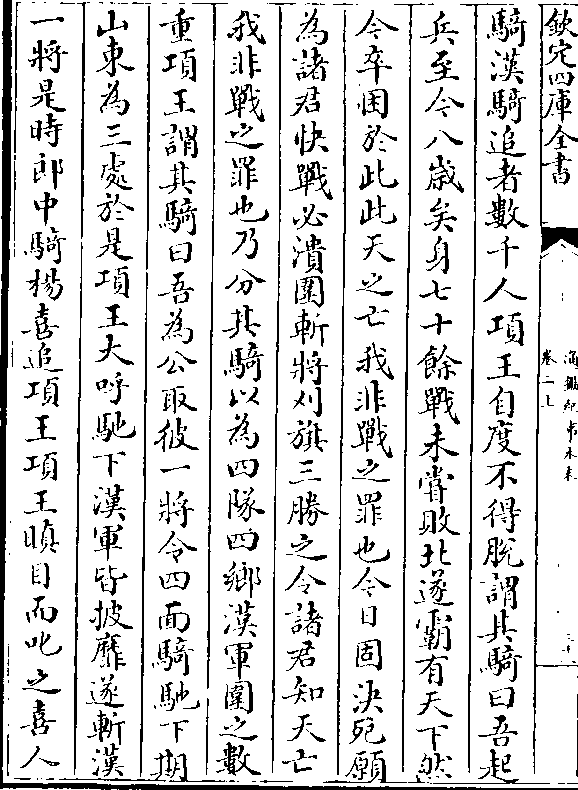 欽定四庫全書
通鑑紀事本末
卷二上
騎漢騎追者數千人項王自度不得脫謂其騎曰吾起
兵至今八歲矣身七十餘戰未嘗敗北遂霸有天下然
今卒困於此此天之亡我非戰之罪也今日固決死願
為諸君快戰必潰圍斬將刈旗三勝之令諸君知天亡
我非戰之罪也乃分其騎以為四隊四鄉漢軍圍之數
重項王謂其騎曰吾為公取彼一將令四面騎馳下期
山東為三處於是項王大呼馳下漢軍皆披靡遂斬漢
一將是時郎中騎楊喜追項王項王瞋目而叱之喜人